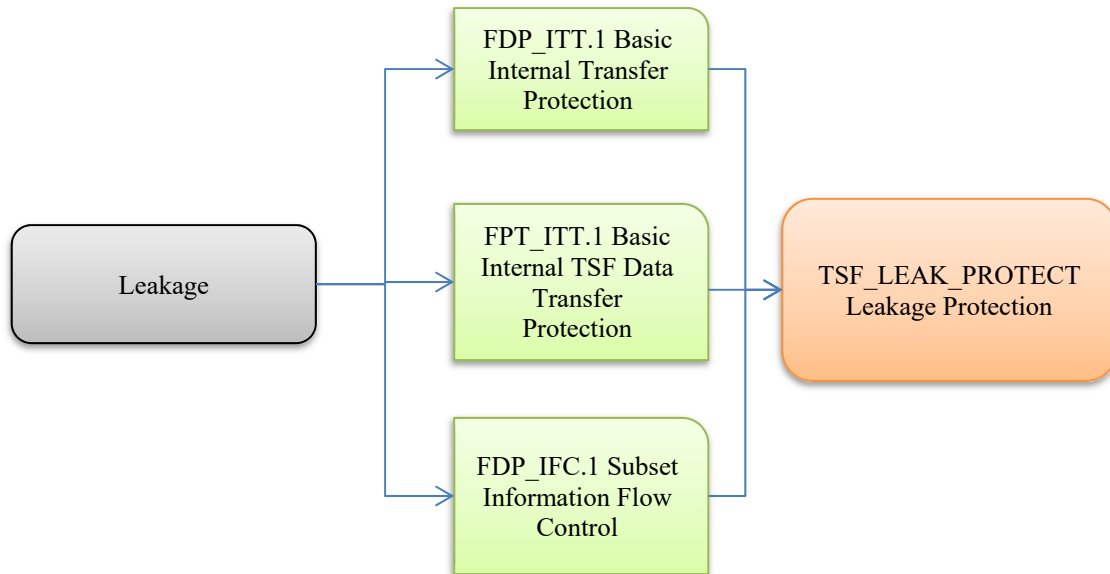 FDP_ITT.1 Basic
Internal Transfer
Protection
Leakage
FPT_ITT.1 Basic
Internal TSF Data
Transfer
Protection
TSF_LEAK_PROTECT
Leakage Protection
FDP_IFC.1 Subset
Information Flow
Control